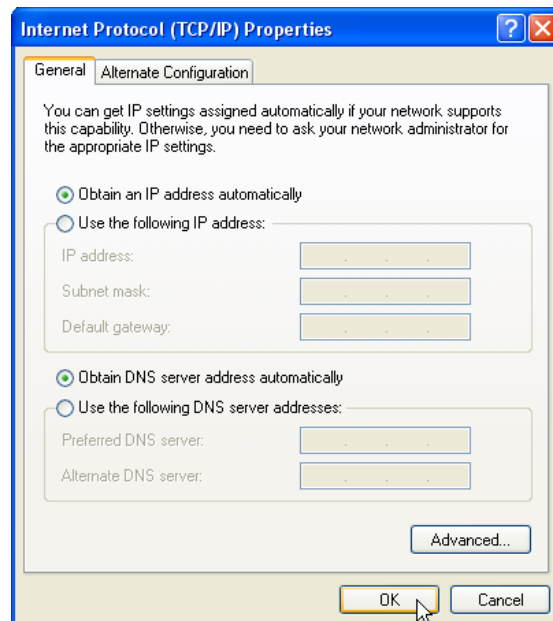 Internet Protocol (TCP/IP) Properties
General
Alternate Configuration
You can get IP settings assigned automatically if your network supports
this capability. Otherwise, you need to ask your network administrator for
the appropriate IP settings.
Obtain an IP address automatically
Use the following IP address:
IP address:
Subnet mask:
Default gateway:
Obtain DNS server address automatically
Use the following DNS server addresses:
Preferred DNS server:
Alternate DNS server:
Advanced...
OK
Cancel